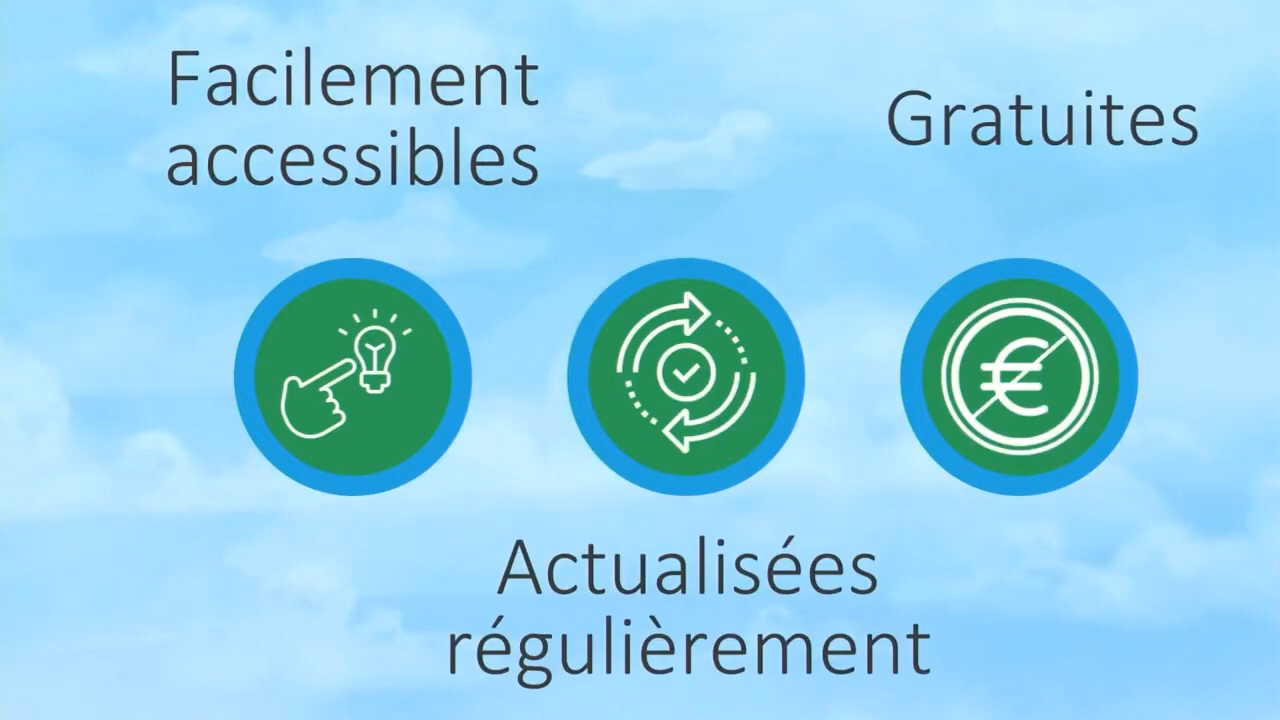 Facilement
accessibles
Gratuites
Actualisées
régulièrement